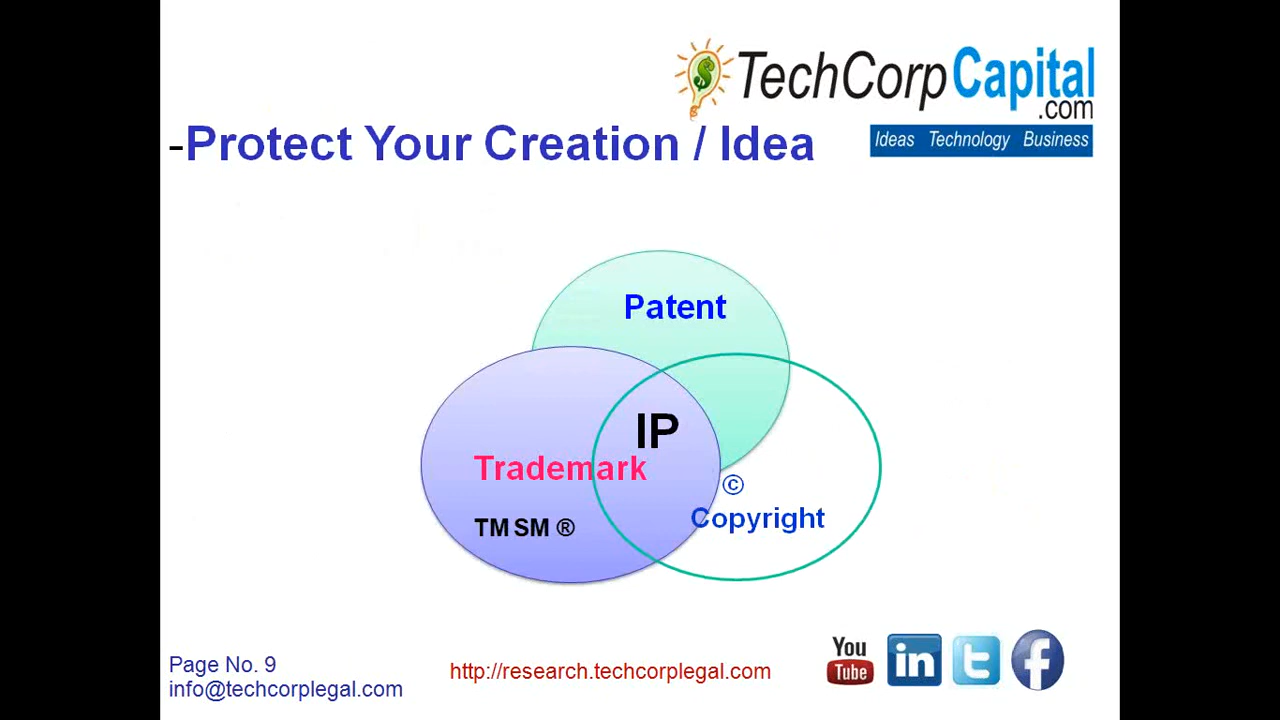 TechCorpCapital
.com
Ideas Technology Business
-Protect Your Creation / Idea
Patent
IP
Trademark
©
Copyright
TM SM ®
You
Tube
in
t
f
Page No. 9
http://research.techcorplegal.com
info@techcorplegal.com